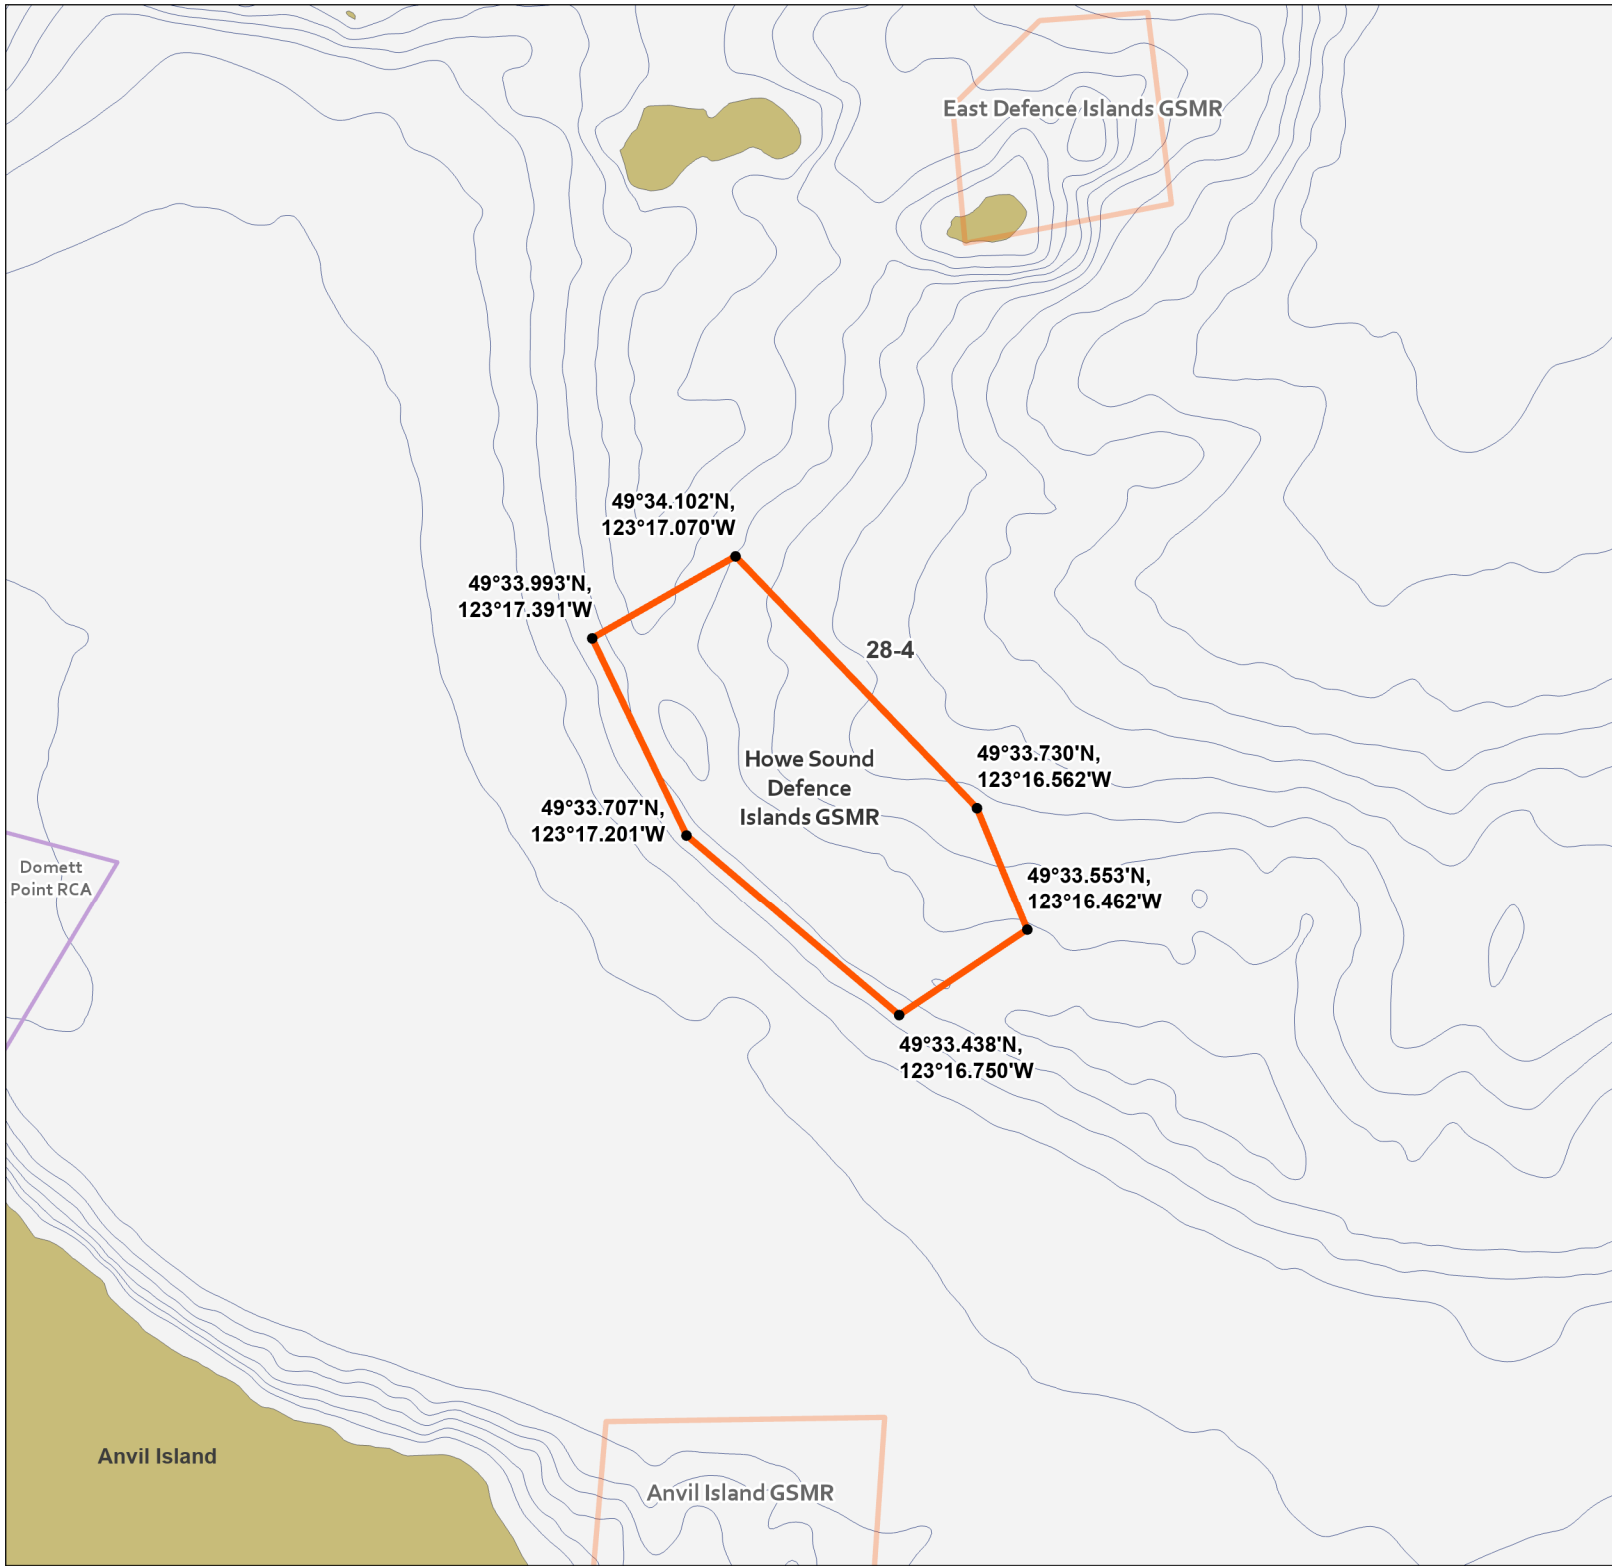 East Defence Islands GSMR
49°34.102'N,
123°17.070'W
49°33.993'N,
123°17.391'W
28-4
Howe Sound
Defence
Islands GSMR
49°33.730'N,
123°16.562'W
49°33.707'N,
123°17.201'W
Domett
Point RCA
49°33.553'N,
123°16.462'W
49°33.438'N,
123°16.750'W
Anvil Island
Anvil Island GSMR